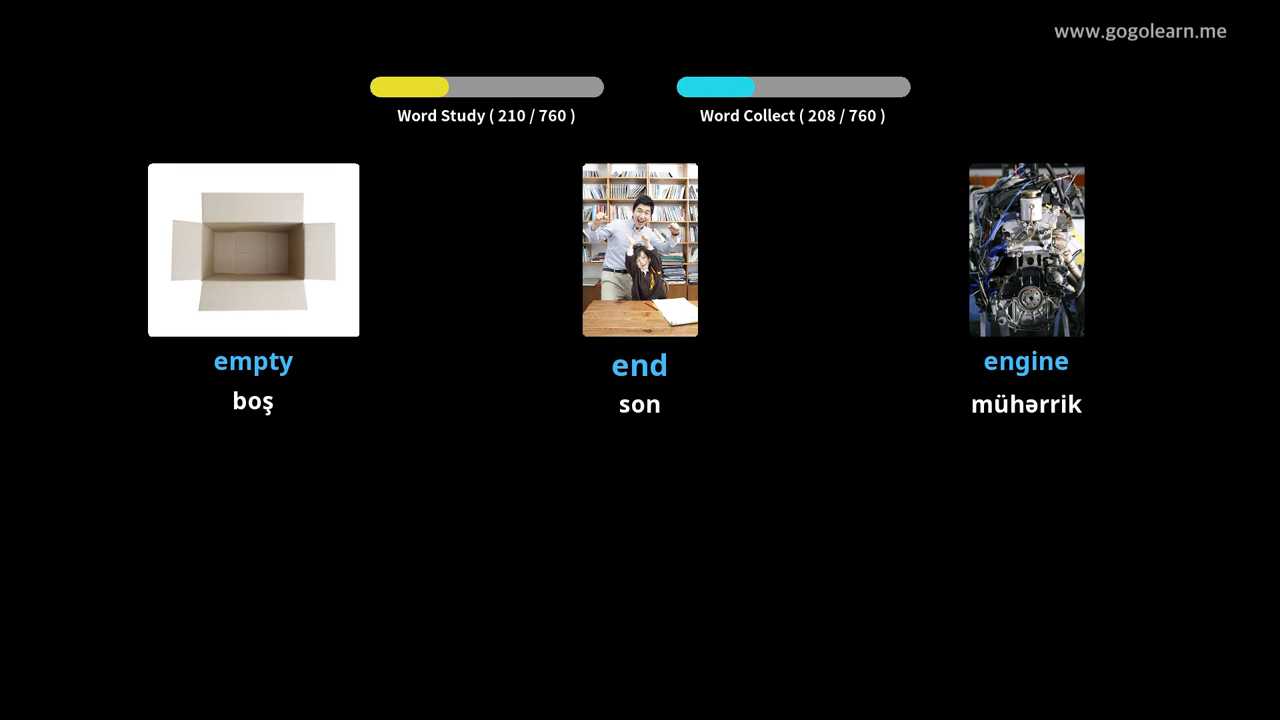 www.gogolearn.me
Word Study ( 210 / 760 )
Word Collect ( 208 / 760 )
empty
boş
end
son
engine
mühərrik